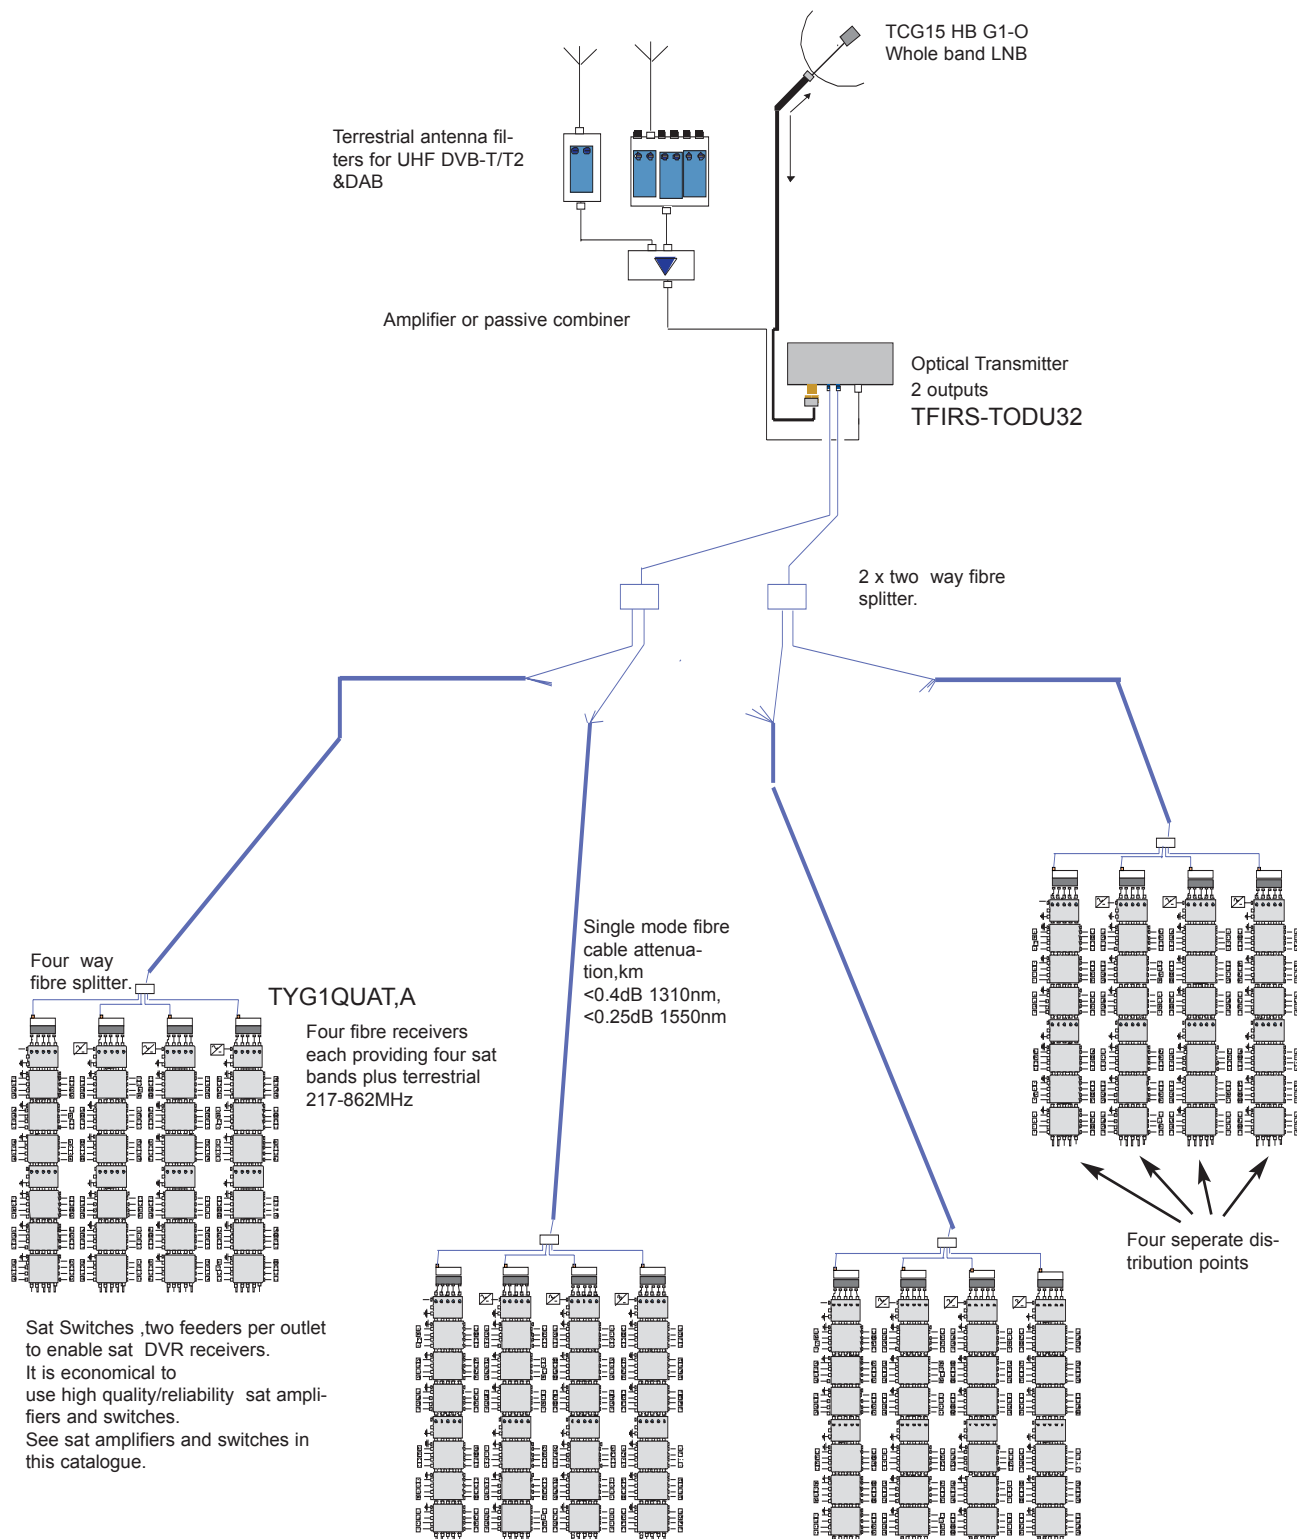 TCG15 HB G1-O
Whole band LNB
Terrestrial antenna fil-
ters for UHF DVB-T/T2
&DAB
Amplifier or passive combiner
Optical Transmitter
2 outputs
TFIRS-TODU32
2 x two  way fibre
splitter.
Single mode fibre
cable attenua-
tion,km
<0.4dB 1310nm,
<0.25dB 1550nm
Four  way
fibre splitter.
TYG1QUAT,A
Four fibre receivers
each providing four sat
bands plus terrestrial
217-862MHz
Four seperate dis-
tribution points
Sat Switches ,two feeders per outlet
to enable sat  DVR receivers.
It is economical to
use high quality/reliability  sat ampli-
fiers and switches.
See sat amplifiers and switches in
this catalogue.